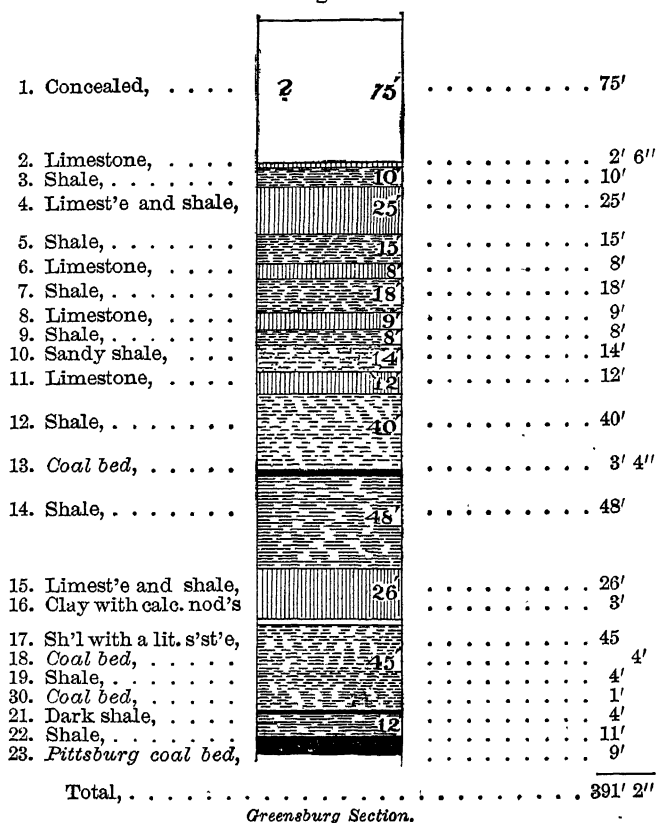 1. Concealed, . . . . ? 75' . . . . . . . . . 75'
2. Limestone, . . . . . . . . . . . . . 2' 6"
3. Shale, . . . . . . . 10' . . . . . . . . . 10'
4. Limest'e and shale, 25' . . . . . . . . . 25'
5. Shale, . . . . . . . 15' . . . . . . . . . 15'
6. Limestone, . . . . 8' . . . . . . . . . 8'
7. Shale, . . . . . . . 18' . . . . . . . . . 18'
8. Limestone, . . . . 9' . . . . . . . . . 9'
9. Shale, . . . . . . . 8' . . . . . . . . . 8'
10. Sandy shale, . . . 14' . . . . . . . . . 14'
11. Limestone, . . . . 12 . . . . . . . . . 12'
12. Shale, . . . . . . . 40' . . . . . . . . . 40'
13. Coal bed, . . . . . . . . . . . . . . 3' 4"
14. Shale, . . . . . . . 48' . . . . . . . . . 48'
15. Limest'e and shale, 26' . . . . . . . . . 26'
16. Clay with calc. nod's . . . . . . . . . 3'
17. Sh'l with a lit. s'st'e, 45' . . . . . . . . . 45
18. Coal bed, . . . . . . . . . . . . . . 4'
19. Shale, . . . . . . . . . . . . . . . . 4'
30. Coal bed, . . . . . . . . . . . . . . 1'
21. Dark shale, . . . . 12 . . . . . . . . . 4'
22. Shale, . . . . . . . . . . . . . . . . 11'
23. Pittsburg coal bed, . . . . . . . . . 9'
Total, . . . . . . . . . . . . . . . . . . . . . 391' 2"
Greensburg Section.